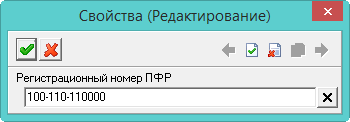 Свойства (Редактирование)
Регистрационный номер ПФР
100-110-110000